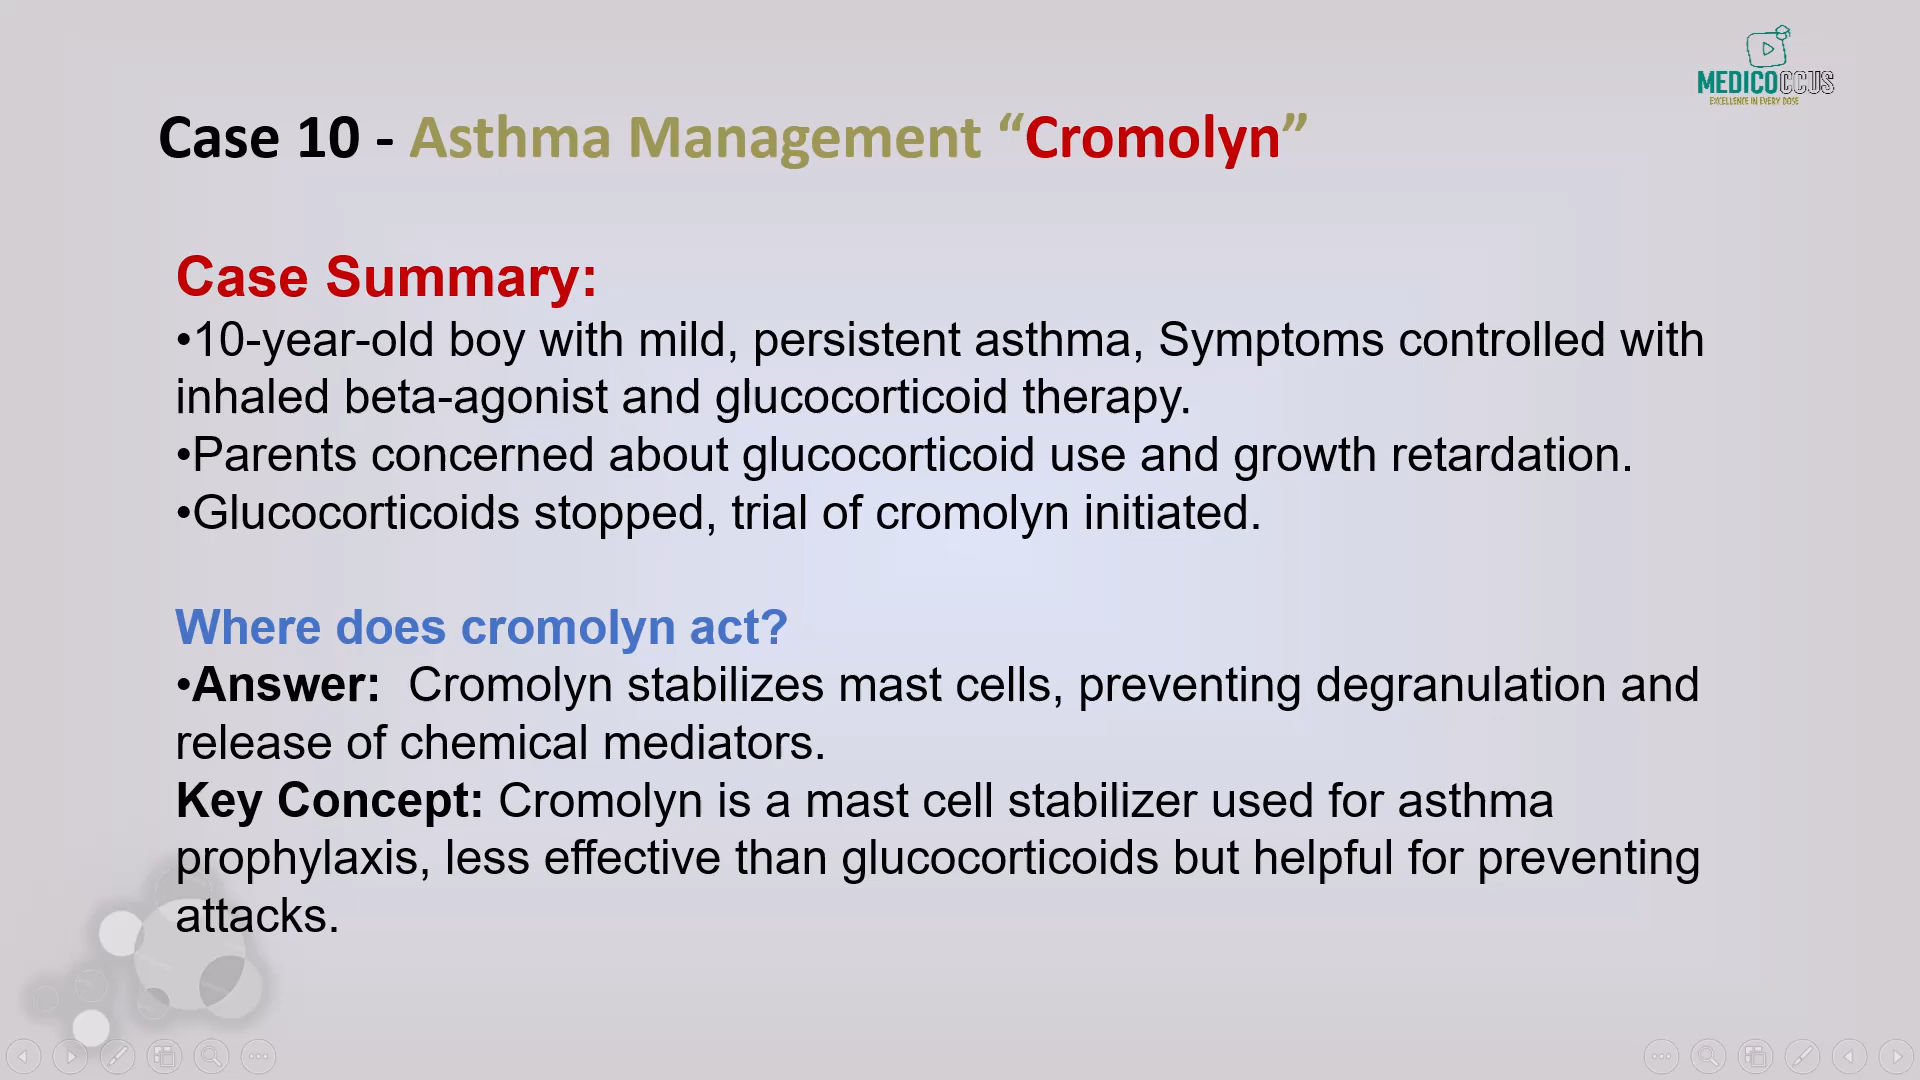 MEDICOCCUS
EXCELLENCE IN EVERY DOSE
Case 10 - Asthma Management “Cromolyn”
Case Summary:
•10-year-old boy with mild, persistent asthma, Symptoms controlled with
inhaled beta-agonist and glucocorticoid therapy.
•Parents concerned about glucocorticoid use and growth retardation.
•Glucocorticoids stopped, trial of cromolyn initiated.
Where does cromolyn act?
•Answer:  Cromolyn stabilizes mast cells, preventing degranulation and
release of chemical mediators.
Key Concept: Cromolyn is a mast cell stabilizer used for asthma
prophylaxis, less effective than glucocorticoids but helpful for preventing
attacks.